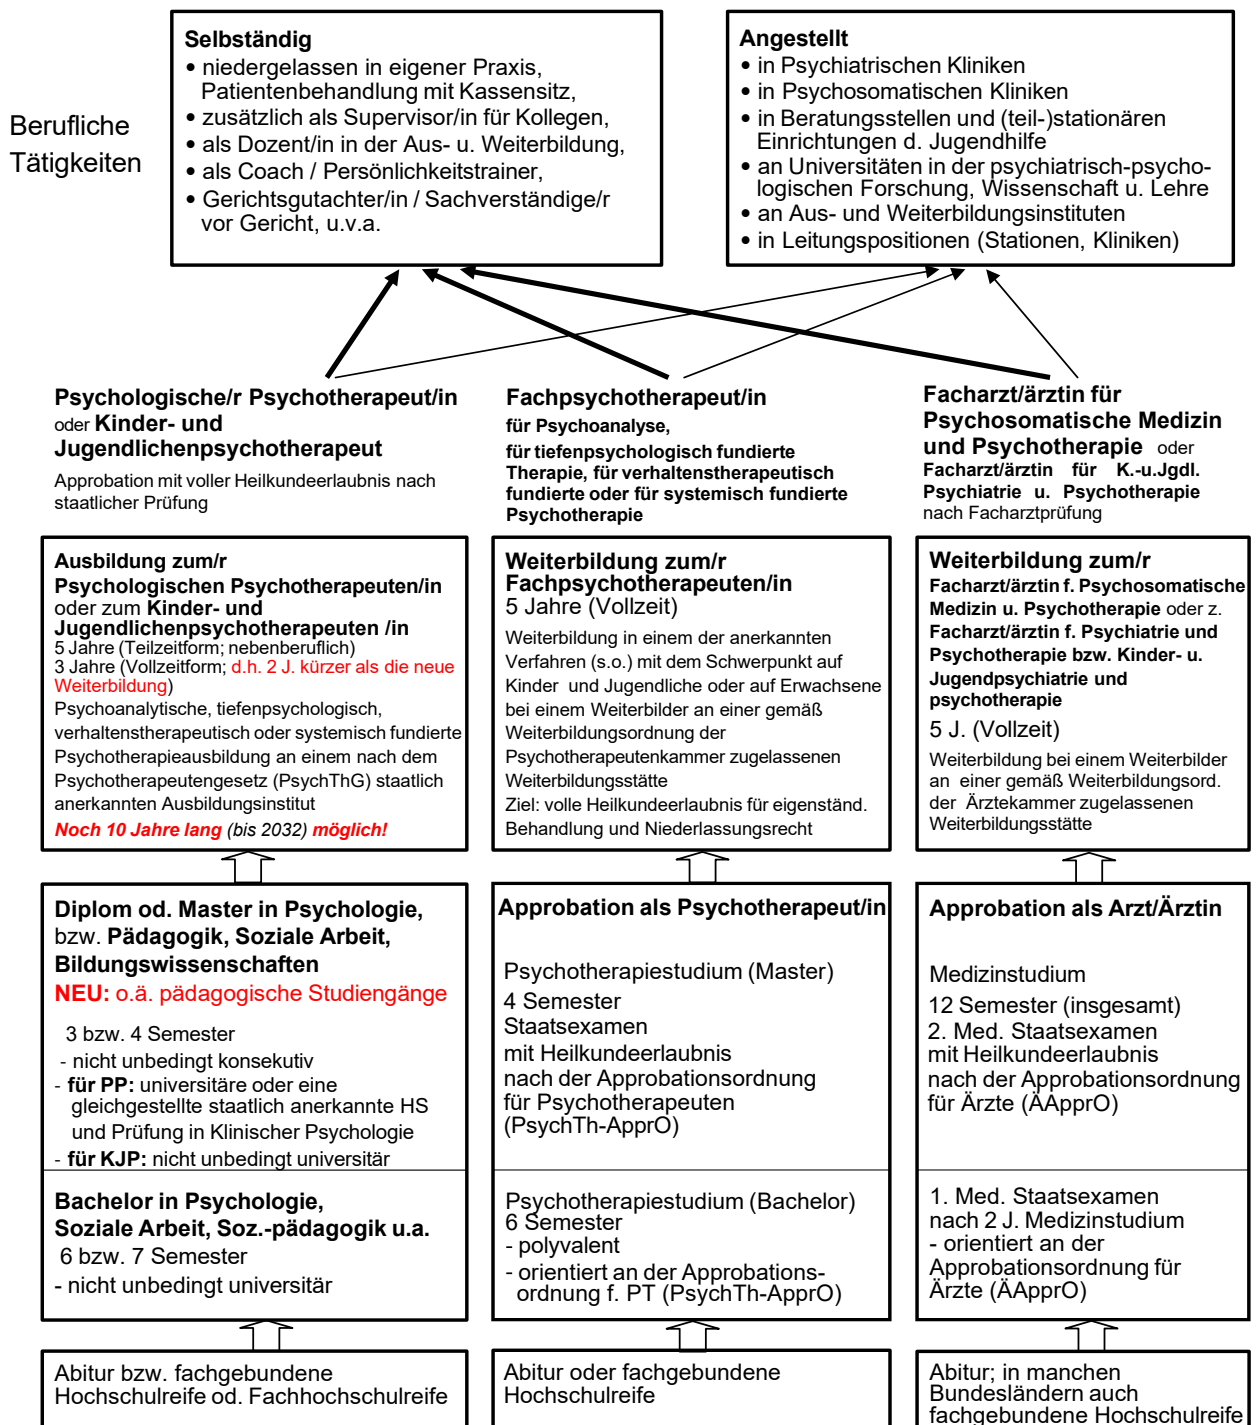 Berufliche
Tätigkeiten
Selbständig
• niedergelassen in eigener Praxis,
Patientenbehandlung mit Kassensitz,
• zusätzlich als Supervisor/in für Kollegen,
• als Dozent/in in der Aus- u. Weiterbildung,
• als Coach / Persönlichkeitstrainer,
• Gerichtsgutachter/in / Sachverständige/r
vor Gericht, u.v.a.
Angestellt
• in Psychiatrischen Kliniken
• in Psychosomatischen Kliniken
• in Beratungsstellen und (teil-)stationären
Einrichtungen d. Jugendhilfe
• an Universitäten in der psychiatrisch-psycho-
logischen Forschung, Wissenschaft u. Lehre
• an Aus- und Weiterbildungsinstituten
• in Leitungspositionen (Stationen, Kliniken)
Psychologische/r Psychotherapeut/in
oder Kinder- und
Jugendlichenpsychotherapeut
Approbation mit voller Heilkundeerlaubnis nach
staatlicher Prüfung
Fachpsychotherapeut/in
für Psychoanalyse,
für tiefenpsychologisch fundierte
Therapie, für verhaltenstherapeutisch
fundierte oder für systemisch fundierte
Psychotherapie
Facharzt/ärztin für
Psychosomatische Medizin
und Psychotherapie oder
Facharzt/ärztin für K.-u.Jgdl.
Psychiatrie u. Psychotherapie
nach Facharztprüfung
Ausbildung zum/r
Psychologischen Psychotherapeuten/in
oder zum Kinder- und
Jugendlichenpsychotherapeuten /in
5 Jahre (Teilzeitform; nebenberuflich)
3 Jahre (Vollzeitform; d.h. 2 J. kürzer als die neue
Weiterbildung)
Psychoanalytische, tiefenpsychologisch,
verhaltenstherapeutisch oder systemisch fundierte
Psychotherapieausbildung an einem nach dem
Psychotherapeutengesetz (PsychThG) staatlich
anerkannten Ausbildungsinstitut
Noch 10 Jahre lang (bis 2032) möglich!
Weiterbildung zum/r
Fachpsychotherapeuten/in
5 Jahre (Vollzeit)
Weiterbildung in einem der anerkannten
Verfahren (s.o.) mit dem Schwerpunkt auf
Kinder und Jugendliche oder auf Erwachsene
bei einem Weiterbilder an einer gemäß
Weiterbildungsordnung der
Psychotherapeutenkammer zugelassenen
Weiterbildungsstätte
Ziel: volle Heilkundeerlaubnis für eigenständ.
Behandlung und Niederlassungsrecht
Weiterbildung zum/r
Facharzt/ärztin f. Psychosomatische
Medizin u. Psychotherapie oder z.
Facharzt/ärztin f. Psychiatrie und
Psychotherapie bzw. Kinder- u.
Jugendpsychiatrie und
psychotherapie
5 J. (Vollzeit)
Weiterbildung bei einem Weiterbilder
an einer gemäß Weiterbildungsord.
der Ärztekammer zugelassenen
Weiterbildungsstätte
Diplom od. Master in Psychologie,
bzw. Pädagogik, Soziale Arbeit,
Bildungswissenschaften
NEU: o.ä. pädagogische Studiengänge
3 bzw. 4 Semester
- nicht unbedingt konsekutiv
- für PP: universitäre oder eine
gleichgestellte staatlich anerkannte HS
und Prüfung in Klinischer Psychologie
- für KJP: nicht unbedingt universitär
Approbation als Psychotherapeut/in
Psychotherapiestudium (Master)
4 Semester
Staatsexamen
mit Heilkundeerlaubnis
nach der Approbationsordnung
für Psychotherapeuten
(PsychTh-ApprO)
Approbation als Arzt/Ärztin
Medizinstudium
12 Semester (insgesamt)
2. Med. Staatsexamen
mit Heilkundeerlaubnis
nach der Approbationsordnung
für Ärzte (ÄApprO)
Bachelor in Psychologie,
Soziale Arbeit, Soz.-pädagogik u.a.
6 bzw. 7 Semester
- nicht unbedingt universitär
Psychotherapiestudium (Bachelor)
6 Semester
- polyvalent
- orientiert an der Approbations-
ordnung f. PT (PsychTh-ApprO)
1. Med. Staatsexamen
nach 2 J. Medizinstudium
- orientiert an der
Approbationsordnung für
Ärzte (ÄApprO)
Abitur bzw. fachgebundene
Hochschulreife od. Fachhochschulreife
Abitur oder fachgebundene
Hochschulreife
Abitur; in manchen
Bundesländern auch
fachgebundene Hochschulreife